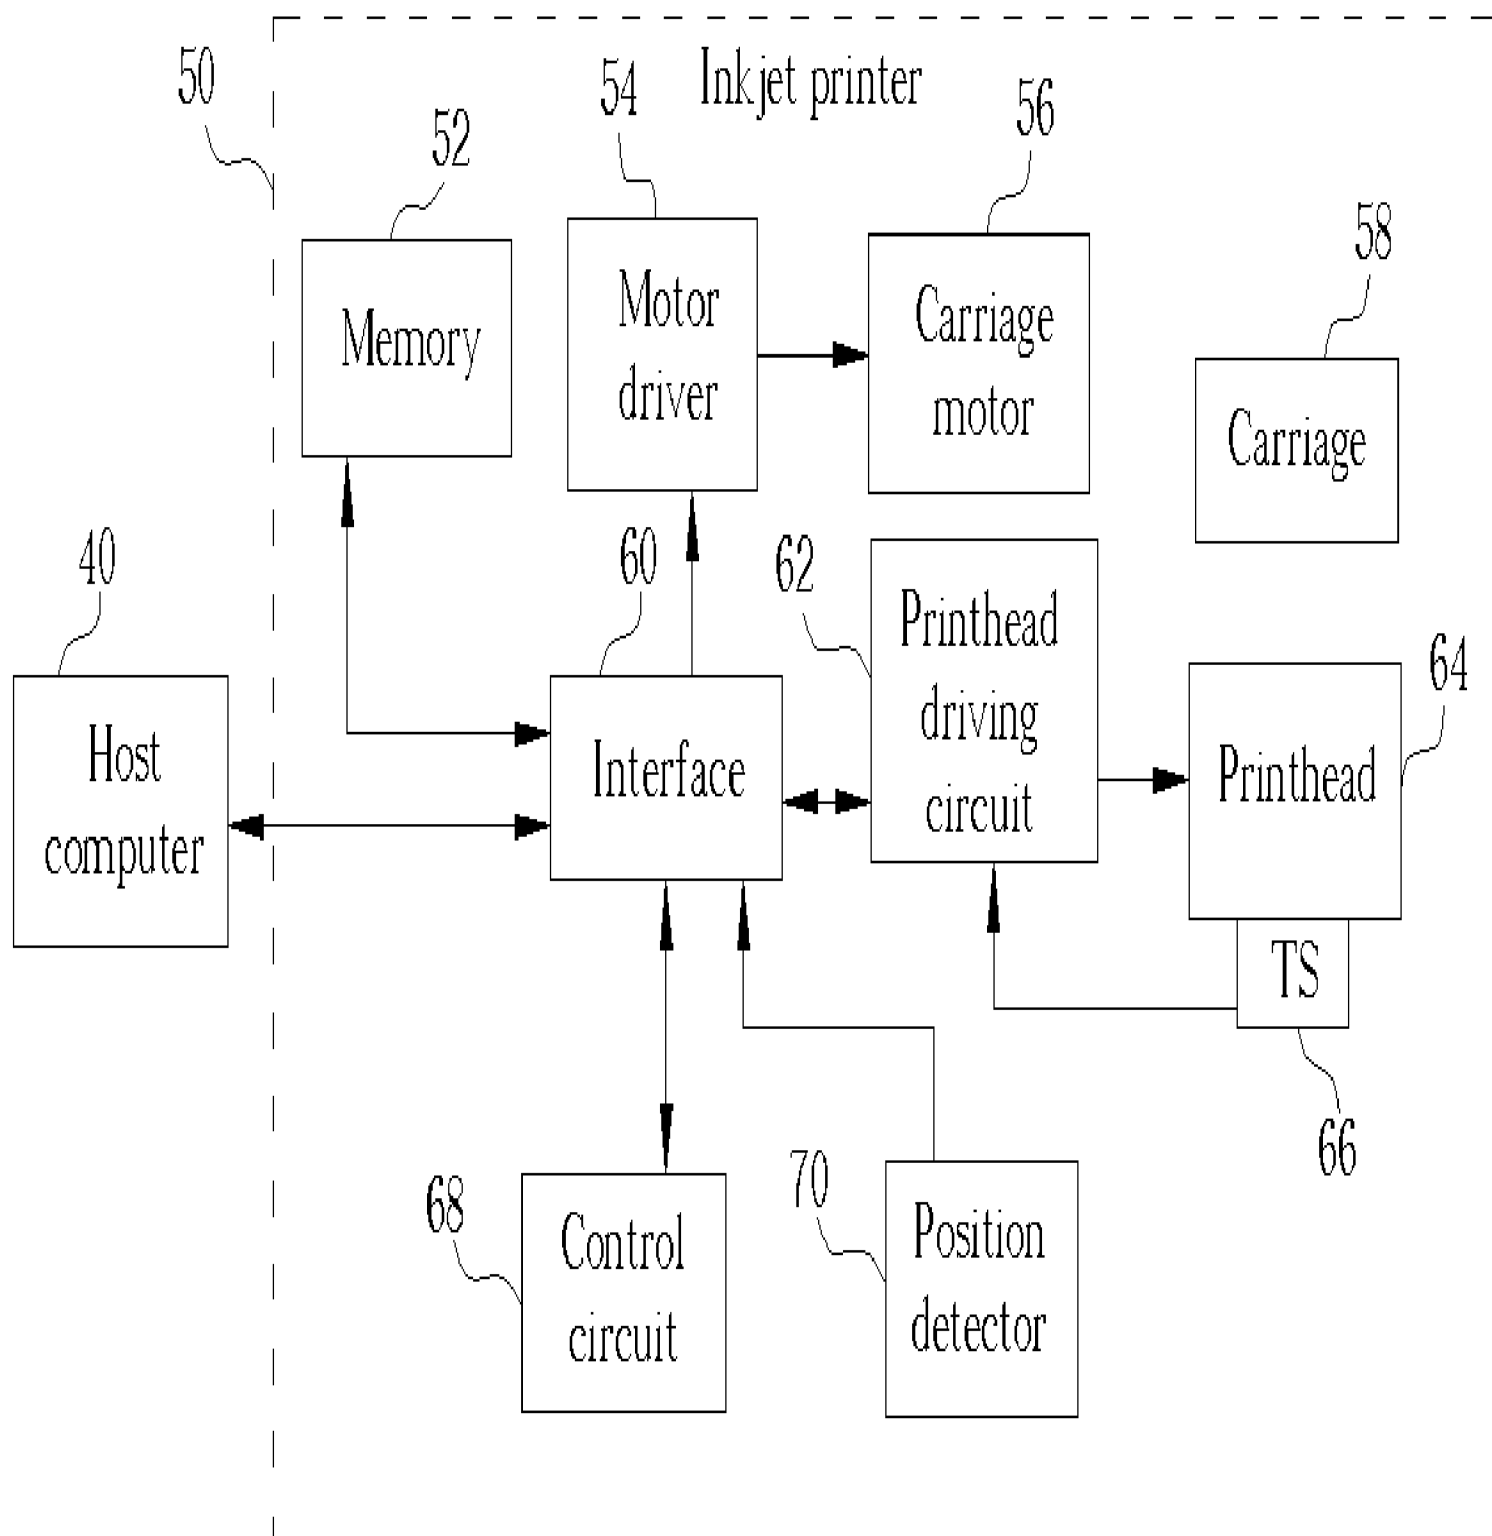 Inkjet printer
50
52
54
56
58
Memory
Motor
driver
Carriage
motor
Carriage
40
60
62
64
Host
computer
Interface
Printhead
driving
circuit
Printhead
TS
66
68
70
Control
circuit
Position
detector